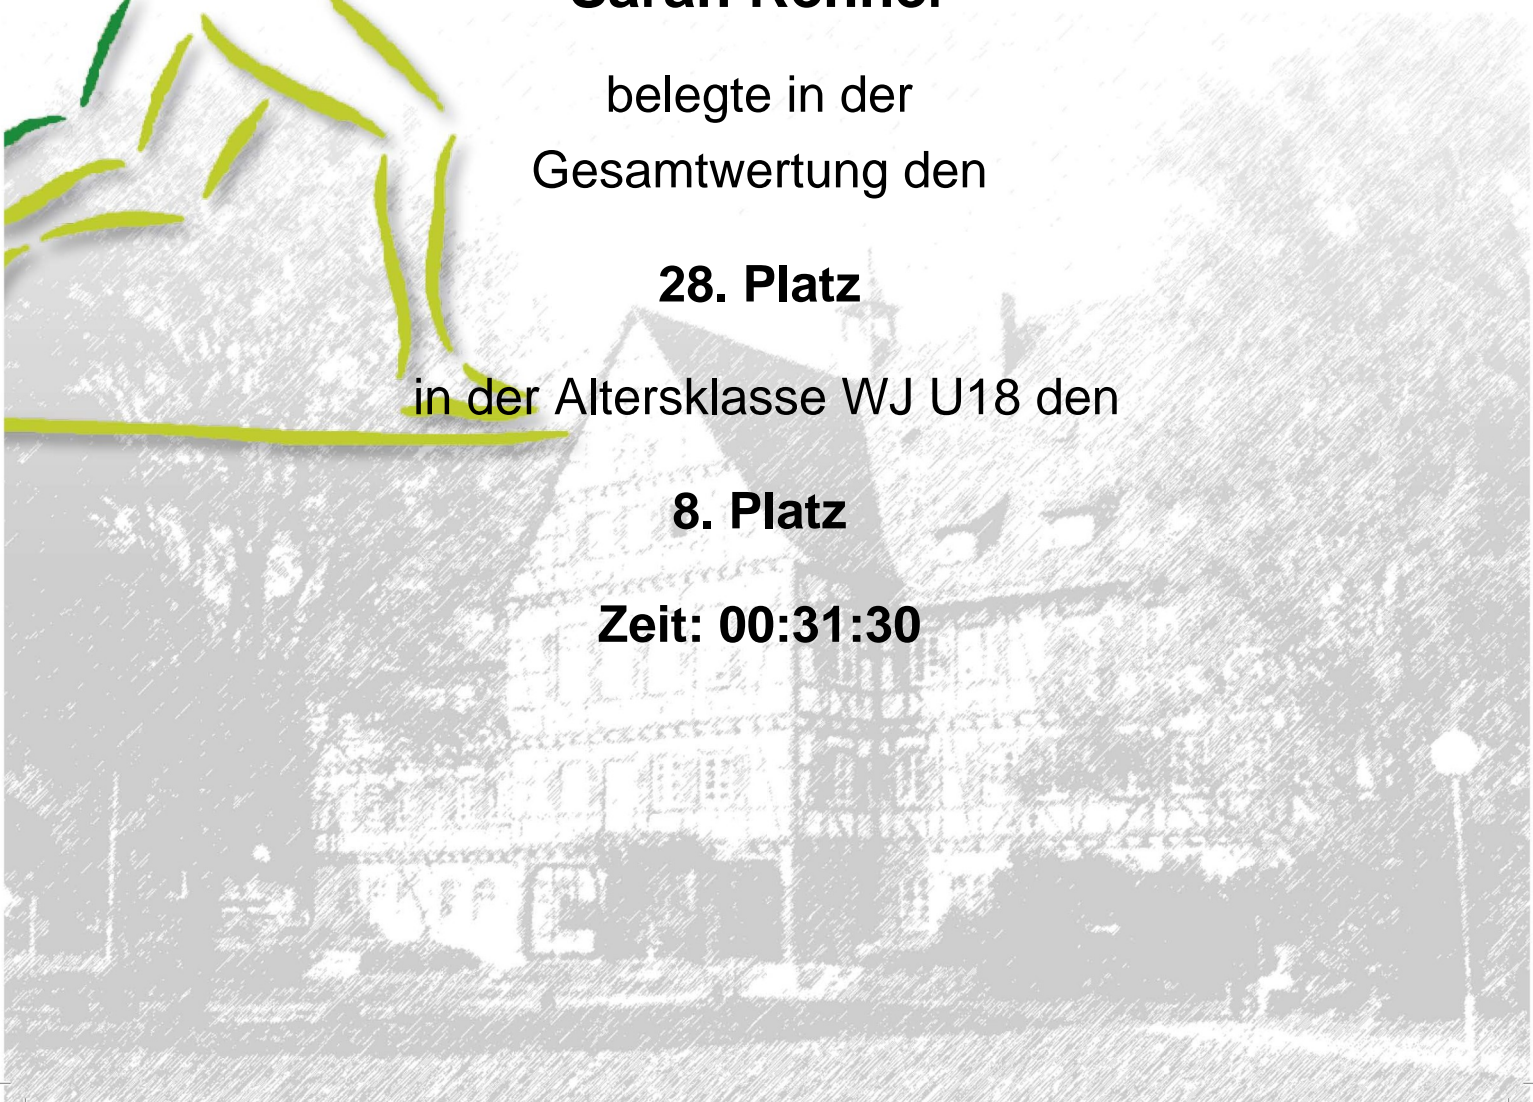 belegte in der
Gesamtwertung den
28. Platz
in der Altersklasse WJ U18 den
8. Platz
Zeit: 00:31:30